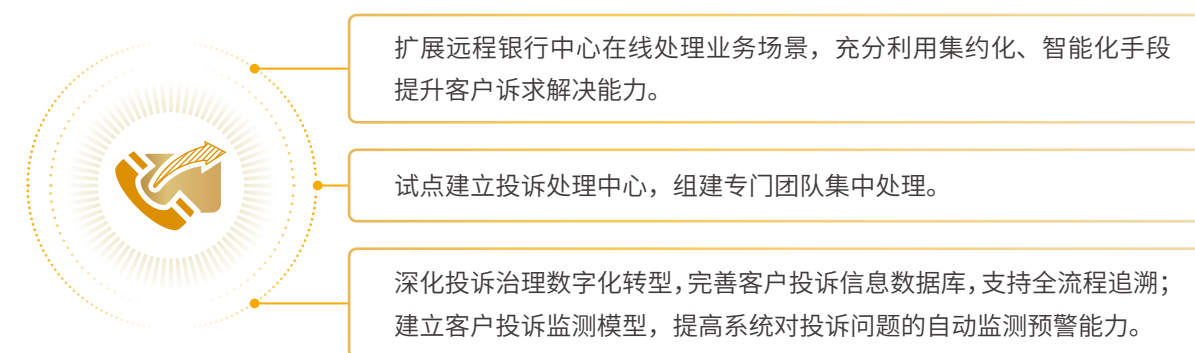 扩展远程银行中心在线处理业务场景，充分利用集约化、智能化手段
提升客户诉求解决能力。
试点建立投诉处理中心，组建专门团队集中处理。
深化投诉治理数字化转型，完善客户投诉信息数据库，支持全流程追溯；
建立客户投诉监测模型，提高系统对投诉问题的自动监测预警能力。